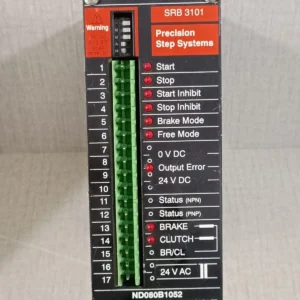 SRB 3101
Warning
Precision
Step Systems
1 Start
2 Stop
3 Start Inhibit
4 Stop Inhibit
5 Brake Mode
6 Free Mode
7
0 V DC
8
Output Error
9
24 V DC
10
11 Status (NPN)
12 Status (PNP)
13 BRAKE
14 CLUTCH
15 BR/CL
16
24 V AC
17
ND080B1052